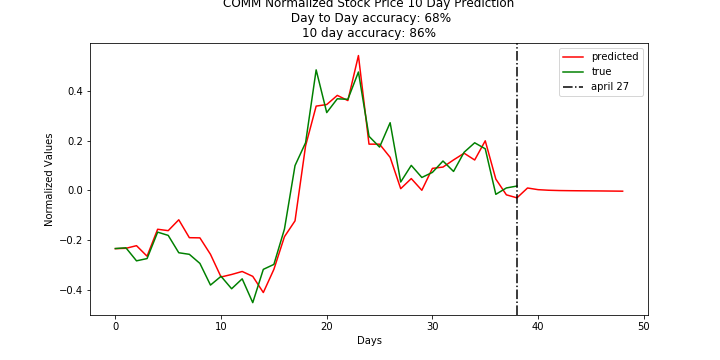 COMM Normalized Stock Price 10 Day Prediction
Day to Day accuracy: 68%
10 day accuracy: 86%
predicted
true
april 27
Normalized Values
0.4
0.2
0.0
−0.2
−0.4
0 10 20 30 40 50
Days